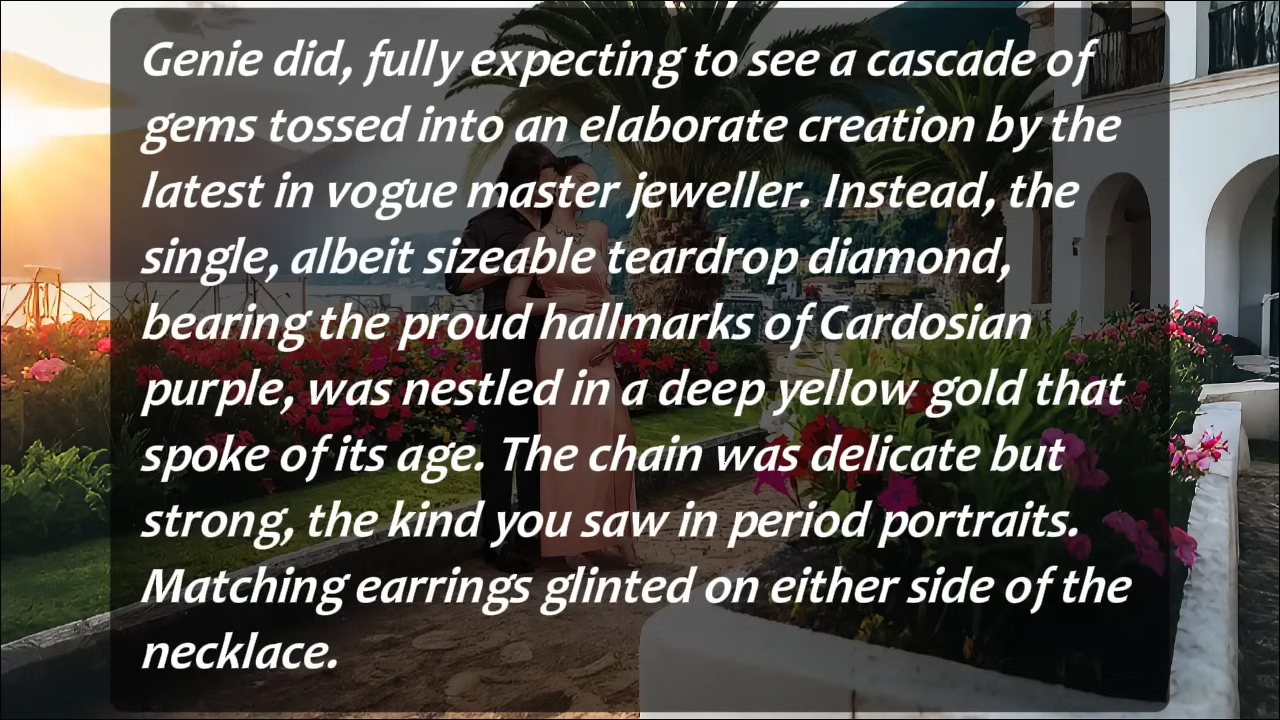 Genie did, fully expecting to see a cascade of
gems tossed into an elaborate creation by the
latest in vogue master jeweller. Instead, the
single, albeit sizeable teardrop diamond,
bearing the proud hallmarks of Cardosian
purple, was nestled in a deep yellow gold that
spoke of its age. The chain was delicate but
strong, the kind you saw in period portraits.
Matching earrings glinted on either side of the
necklace.